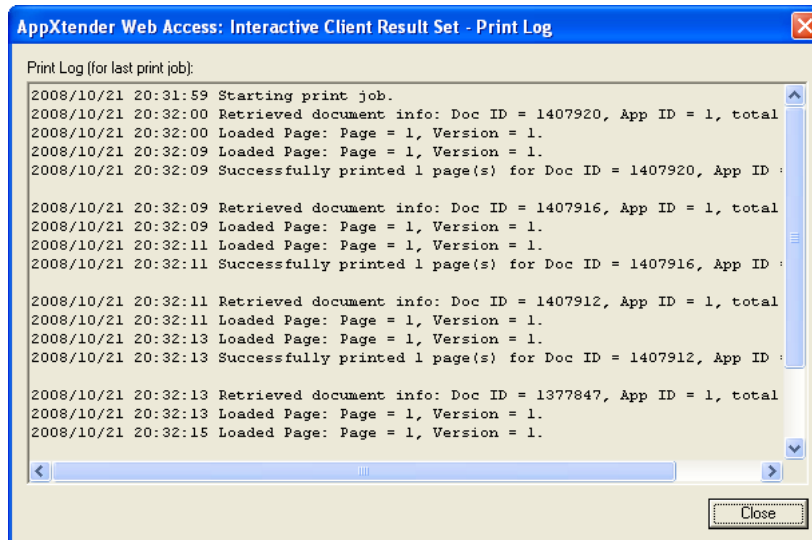 AppXtender Web Access: Interactive Client Result Set - Print Log
Print Log (for last print job):
2008/10/21 20:31:59 Starting print job.
2008/10/21 20:32:00 Retrieved document info: Doc ID = 1407920, App ID = 1, total
2008/10/21 20:32:00 Loaded Page: Page = 1, Version = 1.
2008/10/21 20:32:09 Loaded Page: Page = 1, Version = 1.
2008/10/21 20:32:09 Successfully printed 1 page(s) for Doc ID = 1407920, App ID =
2008/10/21 20:32:09 Retrieved document info: Doc ID = 1407916, App ID = 1, total
2008/10/21 20:32:09 Loaded Page: Page = 1, Version = 1.
2008/10/21 20:32:11 Loaded Page: Page = 1, Version = 1.
2008/10/21 20:32:11 Successfully printed 1 page(s) for Doc ID = 1407916, App ID =
2008/10/21 20:32:11 Retrieved document info: Doc ID = 1407912, App ID = 1, total
2008/10/21 20:32:11 Loaded Page: Page = 1, Version = 1.
2008/10/21 20:32:13 Loaded Page: Page = 1, Version = 1.
2008/10/21 20:32:13 Successfully printed 1 page(s) for Doc ID = 1407912, App ID =
2008/10/21 20:32:13 Retrieved document info: Doc ID = 1377847, App ID = 1, total
2008/10/21 20:32:13 Loaded Page: Page = 1, Version = 1.
2008/10/21 20:32:15 Loaded Page: Page = 1, Version = 1.
Close